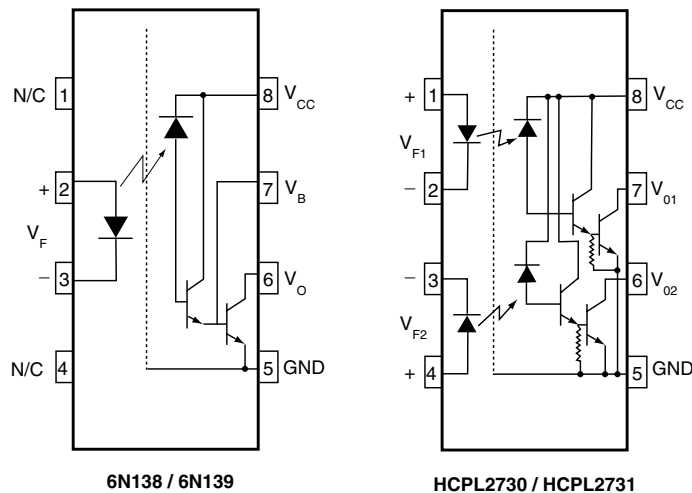 N/C 1
8 V CC
+ 2
V F
7 V B
– 3
6 V O
N/C 4
5 GND
6N138 / 6N139
+ 1
8 V CC
V F1
– 2
7 V 01
– 3
6 V 02
V F2
+ 4
5 GND
HCPL2730 / HCPL2731